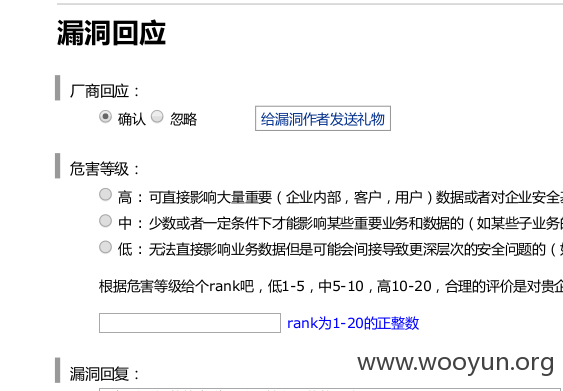 漏洞回应
厂商回应：
确认 忽略 给漏洞作者发送礼物
危害等级：
高：可直接影响大量重要（企业内部，客户，用户）数据或者对企业安全
中：少数或者一定条件下才能影响某些重要业务和数据的（如某些子业务的
低：无法直接影响业务数据但是可能会间接导致更深层次的安全问题的（
根据危害等级给个rank吧，低1-5，中5-10，高10-20，合理的评价是对贵企
rank为1-20的正整数
漏洞回复：
www.wooyun.org